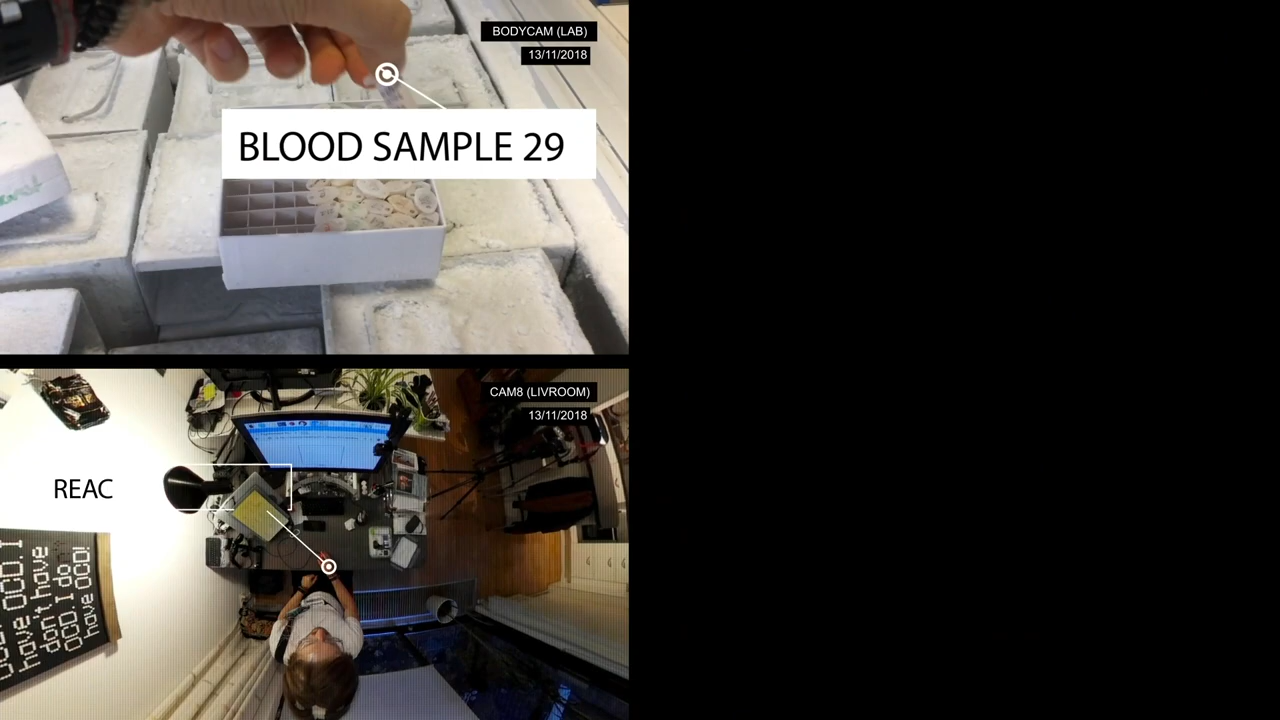 BODYCAM (LAB)
13/11/2018
BLOOD SAMPLE 29
CAM8 (LIVROOM)
13/11/2018
REAC
OCD. I
have OCD. I
don't have
OCD. I do
have OCD!